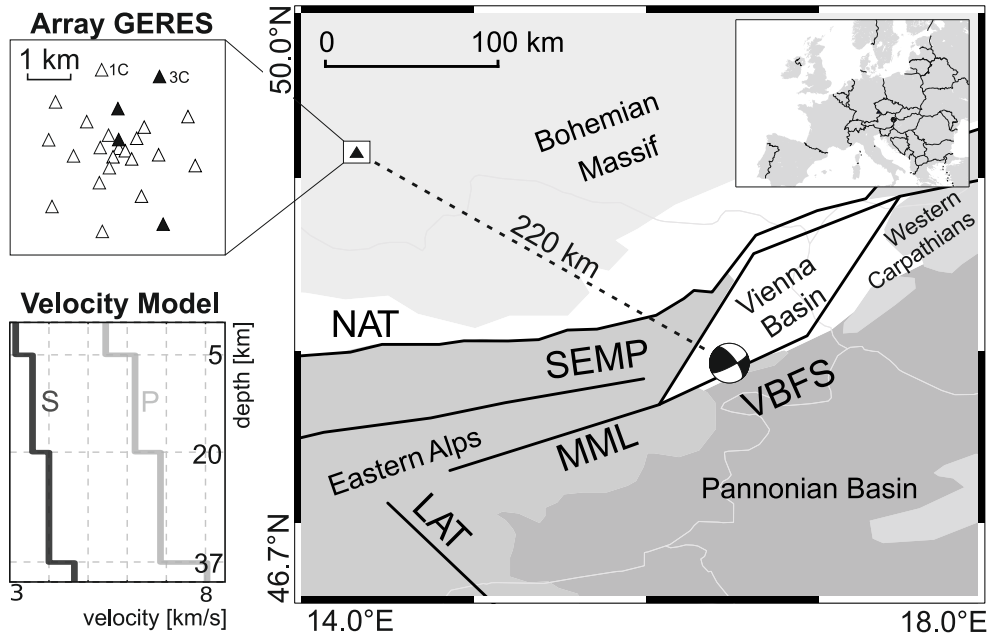 Array GERES
1 km
1C
3C
Velocity Model
S
P
5
20
37
depth [km]
3
8
velocity [km/s]
50.0°N
46.7°N
14.0°E
18.0°E
0
100 km
Bohemian
Massif
220 km
Vienna
Basin
Western
Carpathians
NAT
SEMP
VBFS
MML
Eastern Alps
LAT
Pannonian Basin